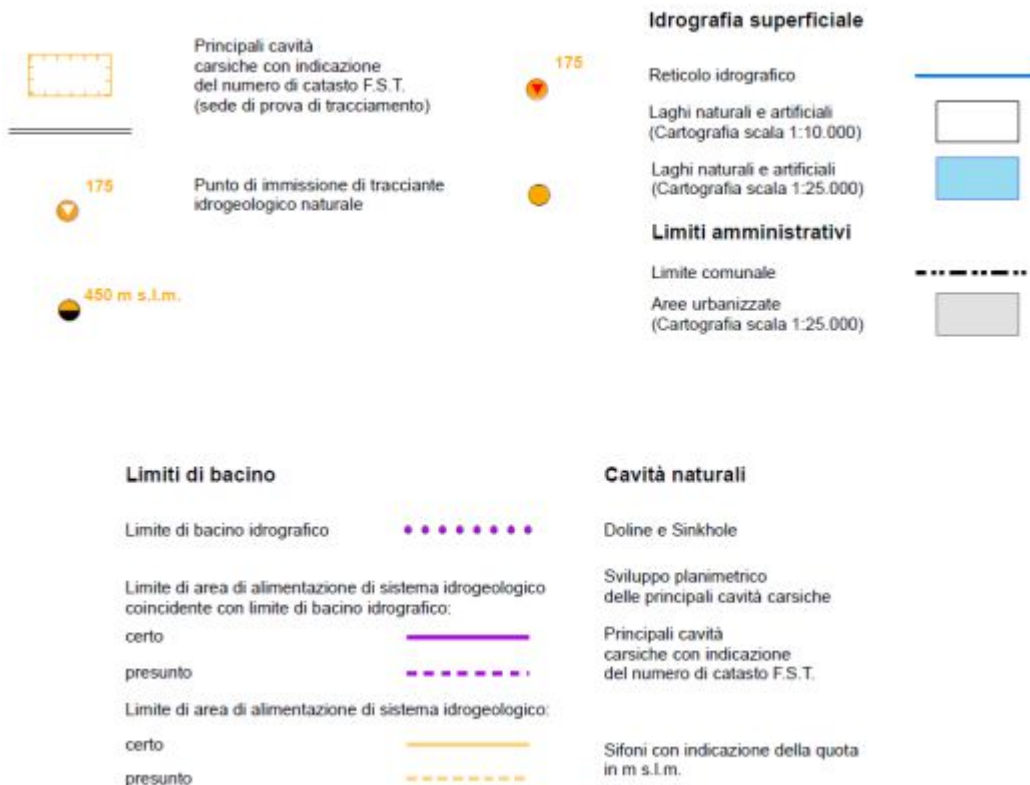 Principali cavità
carsiche con indicazione
del numero di catasto F.S.T.
(sede di prova di tracciamento)
175
175
Punto di immissione di tracciante
idrogeologico naturale
450 m s.l.m.
Idrografia superficiale
Reticolo idrografico
Laghi naturali e artificiali
(Cartografia scala 1:10.000)
Laghi naturali e artificiali
(Cartografia scala 1:25.000)
Limiti amministrativi
Limite comunale
Aree urbanizzate
(Cartografia scala 1:25.000)
Limiti di bacino
Limite di bacino idrografico
Limite di area di alimentazione di sistema idrogeologico
coincidente con limite di bacino idrografico:
certo
presunto
Limite di area di alimentazione di sistema idrogeologico:
certo
presunto
Cavità naturali
Doline e Sinkhole
Sviluppo planimetrico
delle principali cavità carsiche
Principali cavità
carsiche con indicazione
del numero di catasto F.S.T.
Sifoni con indicazione della quota
in m s.l.m.